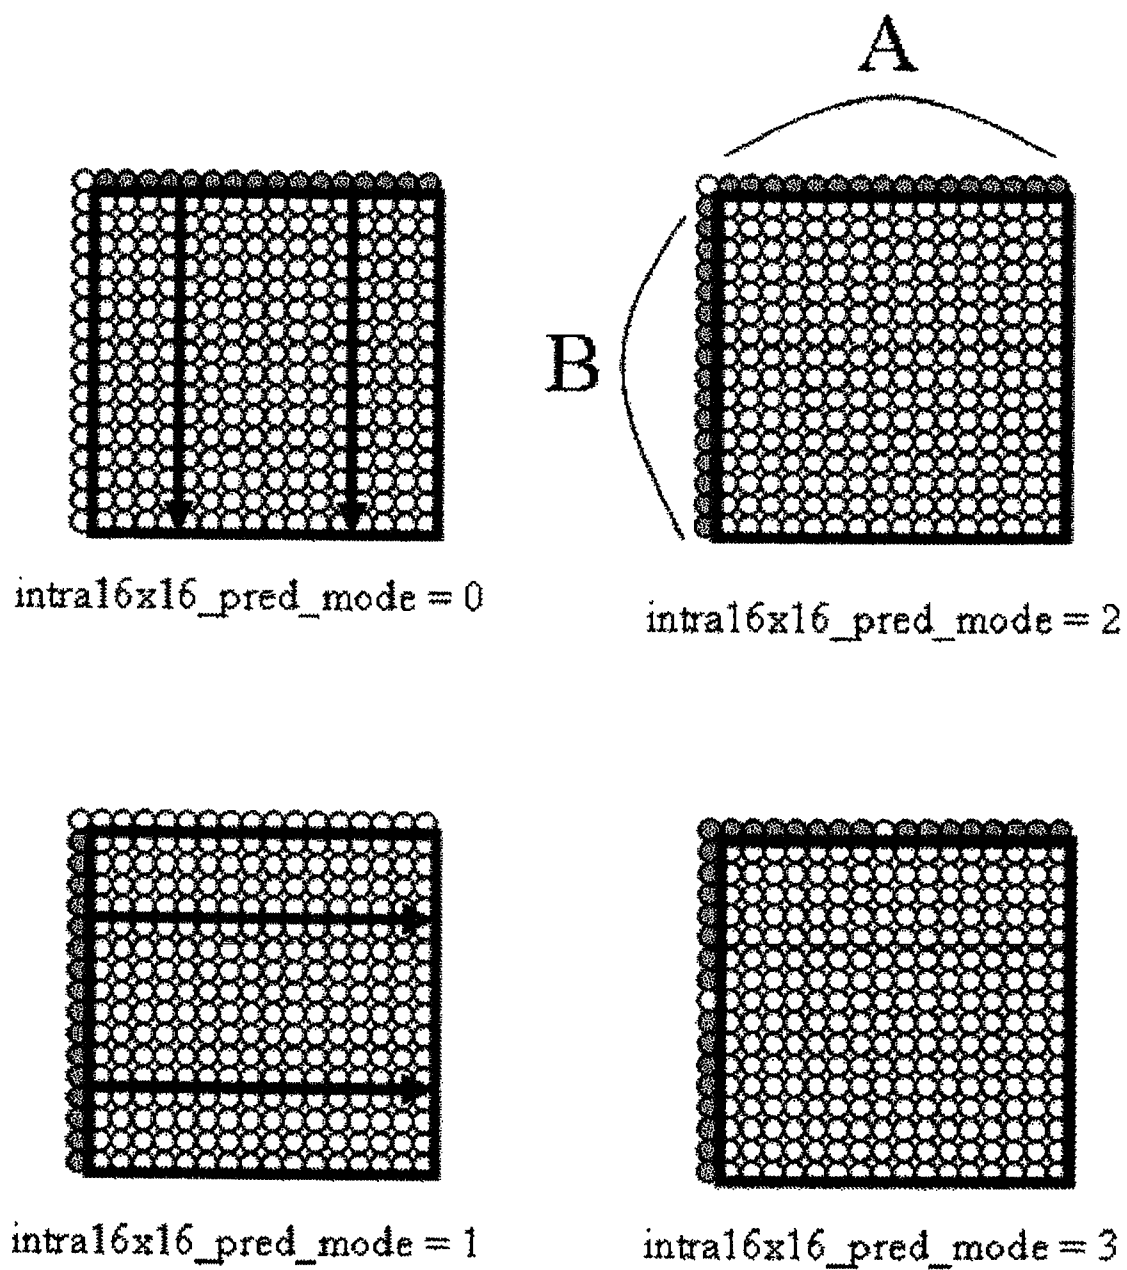 A
B
intra16x16_pred_mode = 0
intra16x16_pred_mode = 2
intra16x16_pred_mode = 1
intra16x16_pred_mode = 3